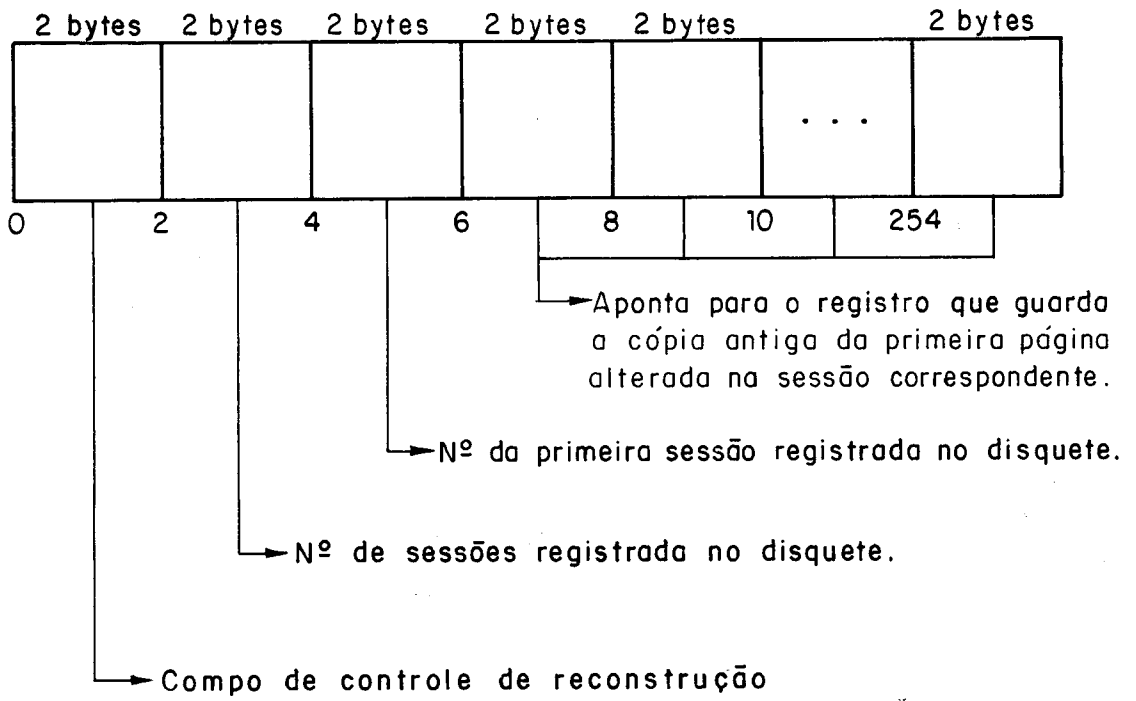 2 bytes 2 bytes 2 bytes 2 bytes 2 bytes 2 bytes
. . .
0 2 4 6 8 10 254
Aponta para o registro que guarda
a cópia antiga da primeira página
alterada na sessão correspondente.
Nº da primeira sessão registrada no disquete.
Nº de sessões registrada no disquete.
Compo de controle de reconstrução